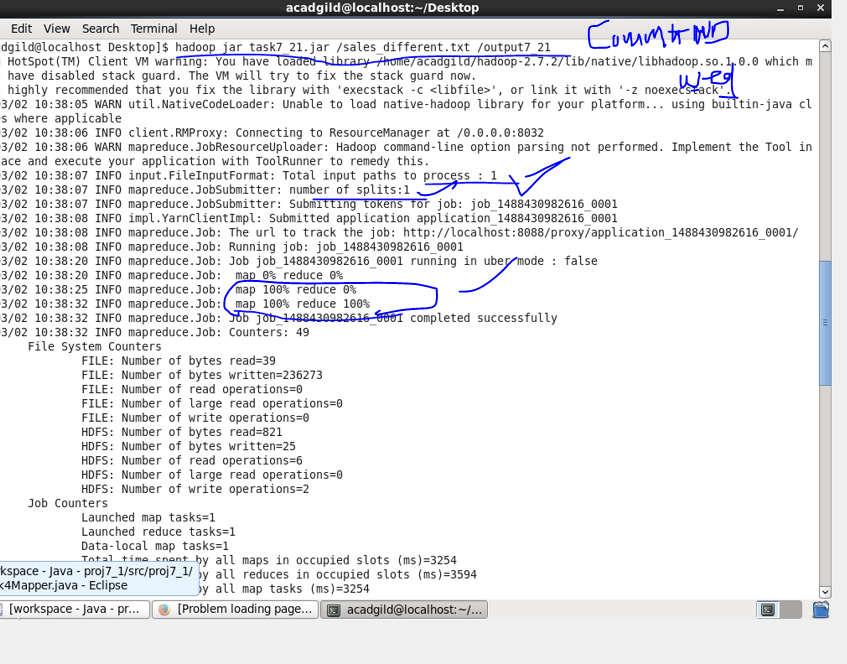 acadgild@localhost:~/Desktop
Edit View Search Terminal Help
dgild@localhost Desktop]$ hadoop jar task7_21.jar /sales_different.txt /output7_21
HotSpot(TM) Client VM warning: You have loaded library /home/acadgild/hadoop-2.7.2/lib/native/libhadoop.so.1.0.0 which m
have disabled stack guard. The VM will try to fix the stack guard now.
highly recommended that you fix the library with 'execstack -c <libfile>', or link it with '-z noexecstack'.
3/02 10:38:05 WARN util.NativeCodeLoader: Unable to load native-hadoop library for your platform... using builtin-java cl
s where applicable
3/02 10:38:06 INFO client.RMProxy: Connecting to ResourceManager at /0.0.0.0:8032
3/02 10:38:06 WARN mapreduce.JobResourceUploader: Hadoop command-line option parsing not performed. Implement the Tool in
ace and execute your application with ToolRunner to remedy this.
3/02 10:38:07 INFO input.FileInputFormat: Total input paths to process : 1
3/02 10:38:07 INFO mapreduce.JobSubmitter: number of splits:1
3/02 10:38:07 INFO mapreduce.JobSubmitter: Submitting tokens for job: job_1488430982616_0001
3/02 10:38:08 INFO impl.YarnClientImpl: Submitted application application_1488430982616_0001
3/02 10:38:08 INFO mapreduce.Job: The url to track the job: http://localhost:8088/proxy/application_1488430982616_0001/
3/02 10:38:08 INFO mapreduce.Job: Running job: job_1488430982616_0001
3/02 10:38:20 INFO mapreduce.Job: Job job_1488430982616_0001 running in uber mode : false
3/02 10:38:20 INFO mapreduce.Job: map 0% reduce 0%
3/02 10:38:25 INFO mapreduce.Job: map 100% reduce 0%
3/02 10:38:32 INFO mapreduce.Job: map 100% reduce 100%
3/02 10:38:32 INFO mapreduce.Job: Job job_1488430982616_0001 completed successfully
3/02 10:38:32 INFO mapreduce.Job: Counters: 49
File System Counters
FILE: Number of bytes read=39
FILE: Number of bytes written=236273
FILE: Number of read operations=0
FILE: Number of large read operations=0
FILE: Number of write operations=0
HDFS: Number of bytes read=821
HDFS: Number of bytes written=25
HDFS: Number of read operations=6
HDFS: Number of large read operations=0
HDFS: Number of write operations=2
Job Counters
Launched map tasks=1
Launched reduce tasks=1
Data-local map tasks=1
Total time spent by all maps in occupied slots (ms)=3254
by all reduces in occupied slots (ms)=3594
by all map tasks (ms)=3254
kspace - Java - proj7_1/src/proj7_1/
k4Mapper.java - Eclipse
[workspace - Java - pr... [Problem loading page... acadgild@localhost:~/...